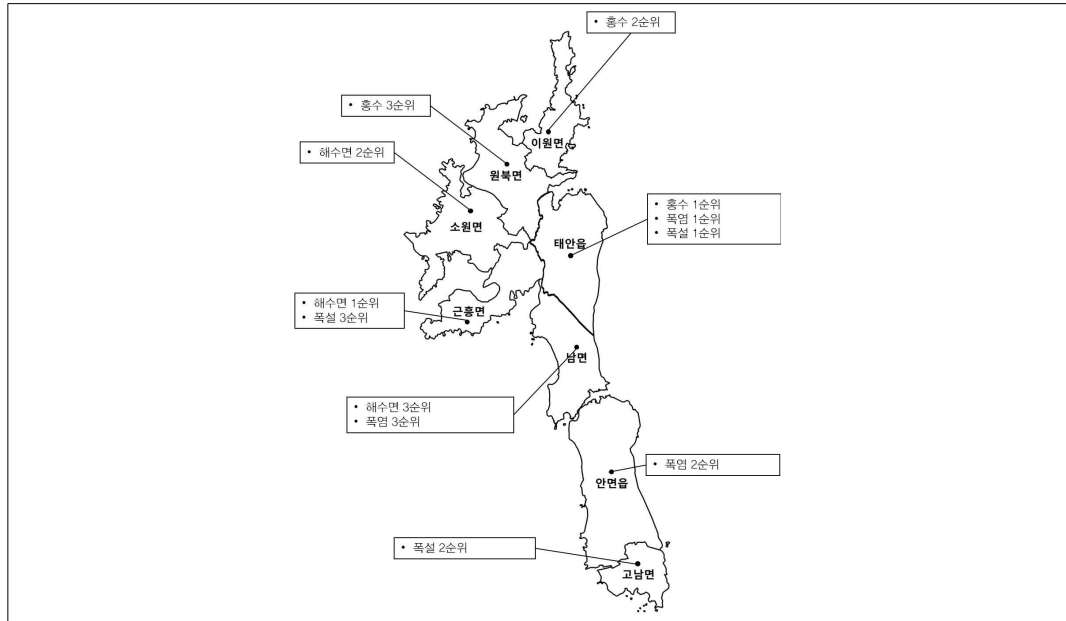 • 홍수 2순위
• 홍수 3순위
이원면
• 해수면 2순위
원북면
• 홍수 1순위
• 폭염 1순위
• 폭설 1순위
소원면
태안읍
• 해수면 1순위
• 폭설 3순위
근흥면
남면
• 해수면 3순위
• 폭염 3순위
• 폭염 2순위
안면읍
• 폭설 2순위
고남면